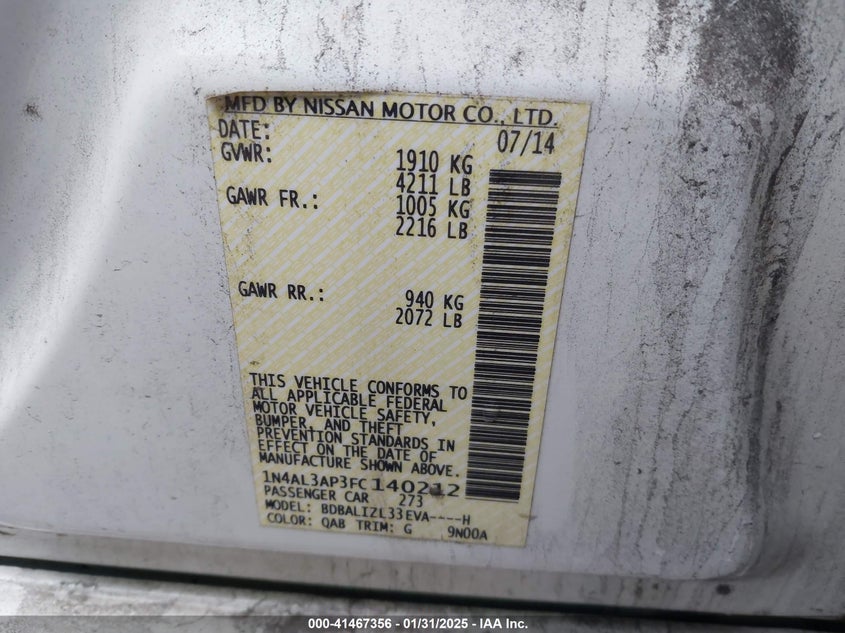 MFD BY NISSAN MOTOR CO., LTD.
DATE: 07/14
GVWR: 1910 KG
4211 LB
GAWR FR.: 1005 KG
2216 LB
GAWR RR.: 940 KG
2072 LB
THIS VEHICLE CONFORMS TO
ALL APPLICABLE FEDERAL
MOTOR VEHICLE SAFETY,
BUMPER, AND THEFT
PREVENTION STANDARDS IN
EFFECT ON THE DATE OF
MANUFACTURE SHOWN ABOVE.
1N4AL3AP3FC140212
PASSENGER CAR 273
MODEL: BDBALIZL33EVA----H
COLOR: QAB TRIM: G 9N00A
000-41467356 - 01/31/2025 - IAA Inc.